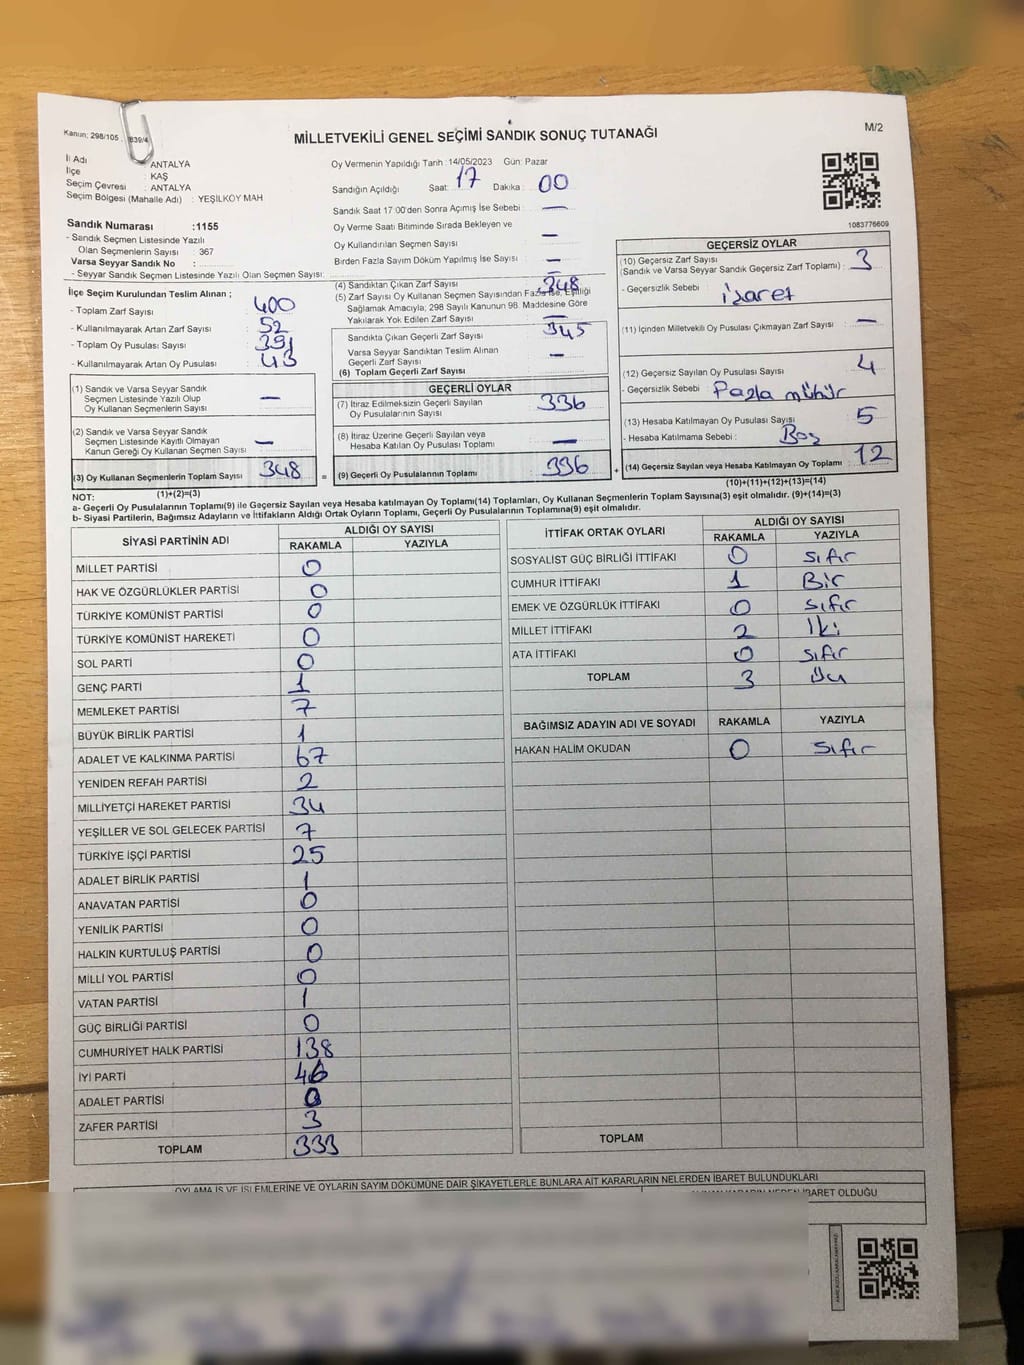 Kanun: 298/105
839/4
MİLLETVEKİLİ GENEL SEÇİMİ SANDIK SONUÇ TUTANAĞI
M/2
İl Adı : ANTALYA
İlçe : KAŞ
Seçim Çevresi : ANTALYA
Seçim Bölgesi (Mahalle Adı) : YEŞİLKÖY MAH
Sandık Numarası :1155
- Sandık Seçmen Listesinde Yazılı
Olan Seçmenlerin Sayısı : 367
Varsa Seyyar Sandık No :
- Seyyar Sandık Seçmen Listesinde Yazılı Olan Seçmen Sayısı:
Oy Vermenin Yapıldığı Tarih :14/05/2023 Gün: Pazar
Sandığın Açıldığı Saat: 17 Dakika : 00
Sandık Saat 17:00'den Sonra Açımış İse Sebebi : —
Oy Verme Saati Bitiminde Sırada Bekleyen ve
Oy Kullandırılan Seçmen Sayısı : —
Birden Fazla Sayım Döküm Yapılmış İse Sayısı : —
1083776609
İlçe Seçim Kurulundan Teslim Alınan ;
- Toplam Zarf Sayısı : 400
- Kullanılmayarak Artan Zarf Sayısı : 52
- Toplam Oy Pusulası Sayısı : 391
- Kullanılmayarak Artan Oy Pusulası : 43
(1) Sandık ve Varsa Seyyar Sandık
Seçmen Listesinde Yazılı Olup
Oy Kullanan Seçmenlerin Sayısı : —
(2) Sandık ve Varsa Seyyar Sandık
Seçmen Listesinde Kayıtlı Olmayan
Kanun Gereği Oy Kullanan Seçmen Sayısı : —
(3) Oy Kullanan Seçmenlerin Toplam Sayısı : 348
(1)+(2)=(3)
(4) Sandıktan Çıkan Zarf Sayısı : 348
(5) Zarf Sayısı Oy Kullanan Seçmen Sayısından Fazla İse, Eşitliği
Sağlamak Amacıyla, 298 Sayılı Kanunun 98. Maddesine Göre
Yakılarak Yok Edilen Zarf Sayısı : —
Sandıkta Çıkan Geçerli Zarf Sayısı : 345
Varsa Seyyar Sandıktan Teslim Alınan
Geçerli Zarf Sayısı : —
(6) Toplam Geçerli Zarf Sayısı :
GEÇERLİ OYLAR
(7) İtiraz Edilmeksizin Geçerli Sayılan
Oy Pusulalarının Sayısı : 336
(8) İtiraz Üzerine Geçerli Sayılan veya
Hesaba Katılan Oy Pusulası Toplamı : —
= (9) Geçerli Oy Pusulalarının Toplamı : 336
GEÇERSİZ OYLAR
(10) Geçersiz Zarf Sayısı
(Sandık ve Varsa Seyyar Sandık Geçersiz Zarf Toplamı) : 3
- Geçersizlik Sebebi : işaret
(11) İçinden Milletvekili Oy Pusulası Çıkmayan Zarf Sayısı : —
(12) Geçersiz Sayılan Oy Pusulası Sayısı : 4
- Geçersizlik Sebebi : Fazla mühür
(13) Hesaba Katılmayan Oy Pusulası Sayısı : 5
- Hesaba Katılmama Sebebi : Boş
+ (14) Geçersiz Sayılan veya Hesaba Katılmayan Oy Toplamı : 12
(10)+(11)+(12)+(13)=(14)
NOT:
a- Geçerli Oy Pusulalarının Toplamı(9) ile Geçersiz Sayılan veya Hesaba katılmayan Oy Toplamı(14) Toplamları, Oy Kullanan Seçmenlerin Toplam Sayısına(3) eşit olmalıdır. (9)+(14)=(3)
b- Siyasi Partilerin, Bağımsız Adayların ve İttifakların Aldığı Ortak Oyların Toplamı, Geçerli Oy Pusulalarının Toplamına(9) eşit olmalıdır.
SİYASİ PARTİNİN ADI ALDIĞI OY SAYISI
RAKAMLA YAZIYLA
MİLLET PARTİSİ 0
HAK VE ÖZGÜRLÜKLER PARTİSİ 0
TÜRKİYE KOMÜNİST PARTİSİ 0
TÜRKİYE KOMÜNİST HAREKETİ 0
SOL PARTİ 0
GENÇ PARTİ 1
MEMLEKET PARTİSİ 7
BÜYÜK BİRLİK PARTİSİ 1
ADALET VE KALKINMA PARTİSİ 67
YENİDEN REFAH PARTİSİ 2
MİLLİYETÇİ HAREKET PARTİSİ 34
YEŞİLLER VE SOL GELECEK PARTİSİ 7
TÜRKİYE İŞÇİ PARTİSİ 25
ADALET BİRLİK PARTİSİ 1
ANAVATAN PARTİSİ 0
YENİLİK PARTİSİ 0
HALKIN KURTULUŞ PARTİSİ 0
MİLLİ YOL PARTİSİ 0
VATAN PARTİSİ 1
GÜÇ BİRLİĞİ PARTİSİ 0
CUMHURİYET HALK PARTİSİ 138
İYİ PARTİ 46
ADALET PARTİSİ 0
ZAFER PARTİSİ 3
TOPLAM 333
İTTİFAK ORTAK OYLARI ALDIĞI OY SAYISI
RAKAMLA YAZIYLA
SOSYALİST GÜÇ BİRLİĞİ İTTİFAKI 0 sıfır
CUMHUR İTTİFAKI 1 Bir
EMEK VE ÖZGÜRLÜK İTTİFAKI 0 sıfır
MİLLET İTTİFAKI 2 İki
ATA İTTİFAKI 0 sıfır
TOPLAM 3 üç
BAĞIMSIZ ADAYIN ADI VE SOYADI RAKAMLA YAZIYLA
HAKAN HALİM OKUDAN 0 sıfır
TOPLAM
OYLAMA İŞ VE İŞLEMLERİNE VE OYLARIN SAYIM DÖKÜMÜNE DAİR ŞİKAYETLERLE BUNLARA AİT KARARLARIN NELERDEN İBARET BULUNDUKLARI
İBARET OLDUĞU